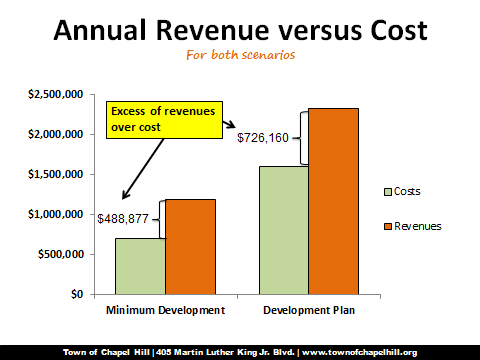 Annual Revenue versus Cost
For both scenarios
$2,500,000
$2,000,000
$1,500,000
$1,000,000
$500,000
$0
Excess of revenues
over cost
$488,877
$726,160
Minimum Development
Development Plan
Costs
Revenues
Town of Chapel Hill | 405 Martin Luther King Jr. Blvd. | www.townofchapelhill.org